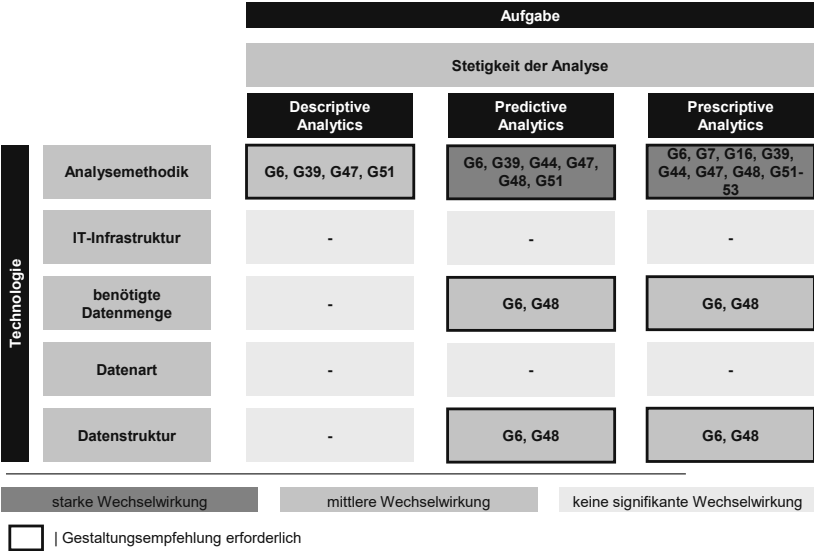 Aufgabe
Stetigkeit der Analyse
Descriptive
Analytics
Predictive
Analytics
Prescriptive
Analytics
Technologie
Analysemethodik
G6, G39, G47, G51
G6, G39, G44, G47,
G48, G51
G6, G7, G16, G39,
G44, G47, G48, G51-
53
IT-Infrastruktur
-
-
-
benötigte
Datenmenge
-
G6, G48
G6, G48
Datenart
-
-
-
Datenstruktur
-
G6, G48
G6, G48
starke Wechselwirkung
mittlere Wechselwirkung
keine signifikante Wechselwirkung
| Gestaltungsempfehlung erforderlich